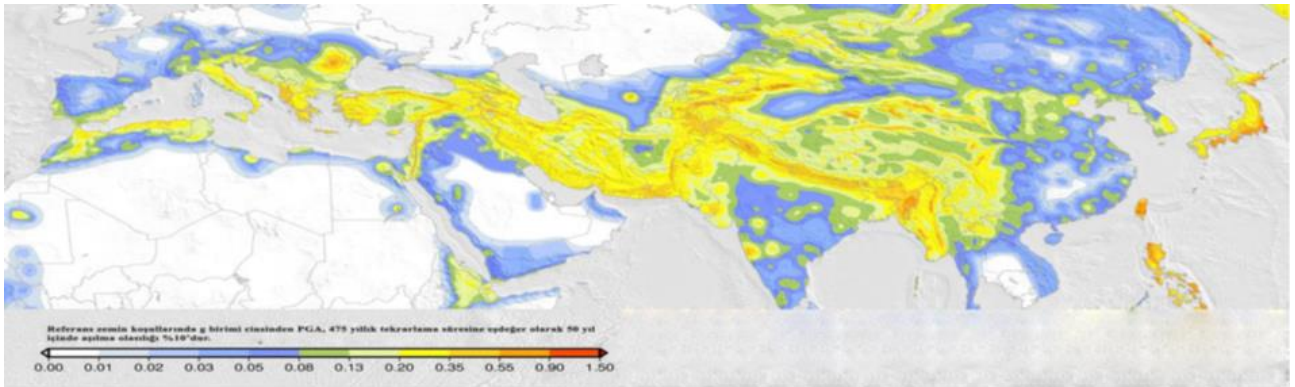 Referans zemin koşullarında g birimi cinsinden PGA, 475 yıllık tekrarlama süresine eşdeğer olarak 50 yıl
içinde aşılma olasılığı %10'dur.
0.00 0.01 0.02 0.03 0.05 0.08 0.13 0.20 0.35 0.55 0.90 1.50